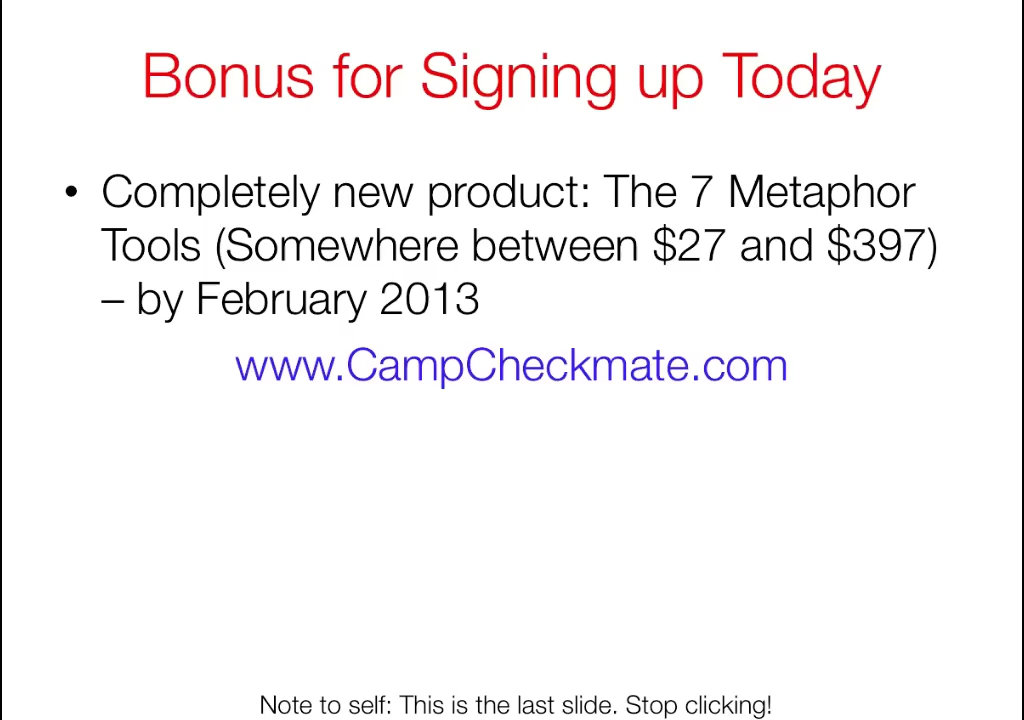 Bonus for Signing up Today
• Completely new product: The 7 Metaphor
Tools (Somewhere between $27 and $397)
– by February 2013
www.CampCheckmate.com
Note to self: This is the last slide. Stop clicking!